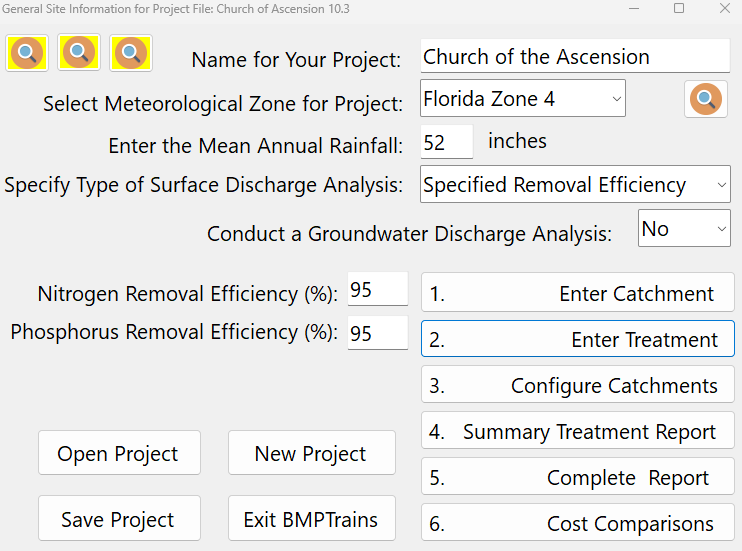 General Site Information for Project File: Church of Ascension 10.3
Name for Your Project: Church of the Ascension
Select Meteorological Zone for Project: Florida Zone 4
Enter the Mean Annual Rainfall: 52 inches
Specify Type of Surface Discharge Analysis: Specified Removal Efficiency
Conduct a Groundwater Discharge Analysis: No
Nitrogen Removal Efficiency (%): 95
Phosphorus Removal Efficiency (%): 95
1. Enter Catchment
2. Enter Treatment
3. Configure Catchments
4. Summary Treatment Report
5. Complete Report
6. Cost Comparisons
Open Project
New Project
Save Project
Exit BMPTrains